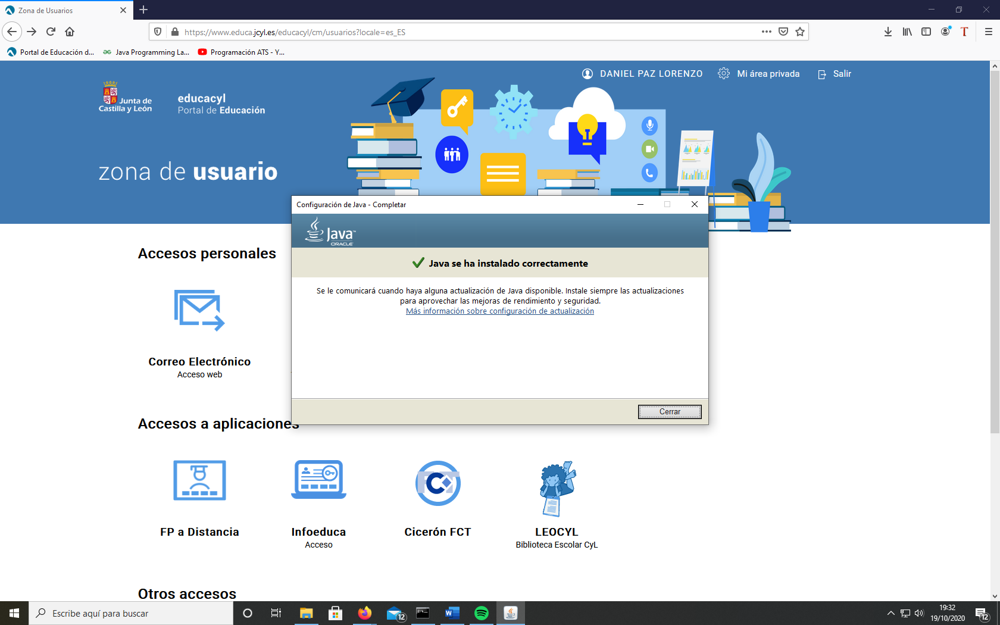 Zona de Usuarios
https://www.educa.jcyl.es/educacyl/cm/usuarios?locale=es_ES
Portal de Educación d...
Java Programming La...
Programación ATS - Y...
DANIEL PAZ LORENZO
Mi área privada
Salir
Junta de
Castilla y León
educacyl
Portal de Educación
zona de usuario
Configuración de Java - Completar
Java™
ORACLE
Java se ha instalado correctamente
Se le comunicará cuando haya alguna actualización de Java disponible. Instale siempre las actualizaciones
para aprovechar las mejoras de rendimiento y seguridad.
Más información sobre configuración de actualización
Cerrar
Accesos personales
Correo Electrónico
Acceso web
Accesos a aplicaciones
FCT
FP a Distancia
Infoeduca
Acceso
Cicerón FCT
LEOCYL
Biblioteca Escolar CyL
Otros accesos
Escribe aquí para buscar
12
19:32
19/10/2020
12